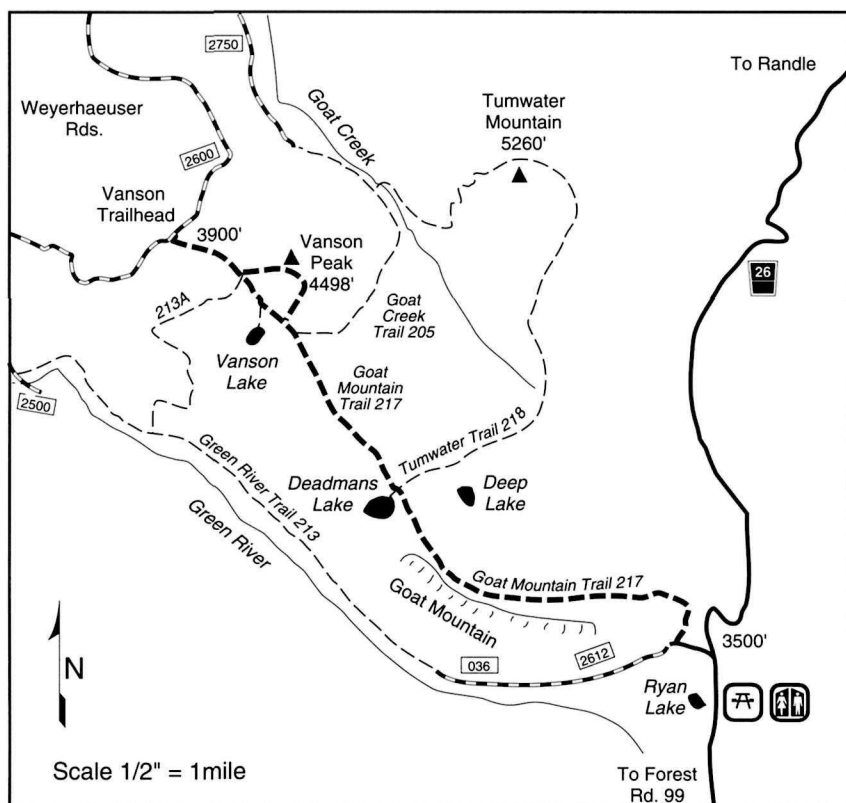 2750
To Randle
Goat Creek
Tumwater
Mountain
5260'
Weyerhaeuser
Rds.
2600
Vanson
Trailhead
3900'
Vanson
Peak
4498'
26
213A
Goat
Creek
Trail 205
Vanson
Lake
Goat
Mountain
Trail 217
2500
Tumwater Trail 218
Green River Trail 213
Green River
Deadmans
Lake
Deep
Lake
Goat Mountain Trail 217
Goat Mountain
3500'
036
2612
N
Ryan
Lake
Scale 1/2" = 1mile
To Forest
Rd. 99